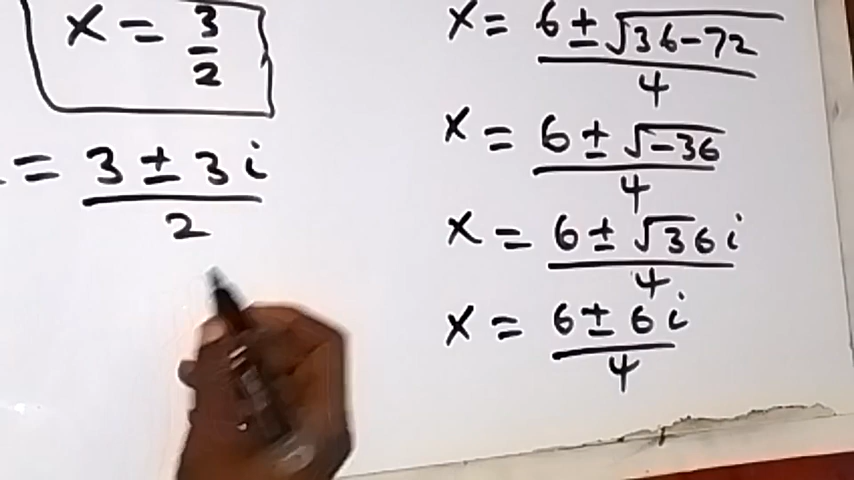 x = 3/2
= 3 ± 3i / 2
x = 6 ± √36-72 / 4
x = 6 ± √-36 / 4
x = 6 ± √36 i / 4
x = 6 ± 6i / 4